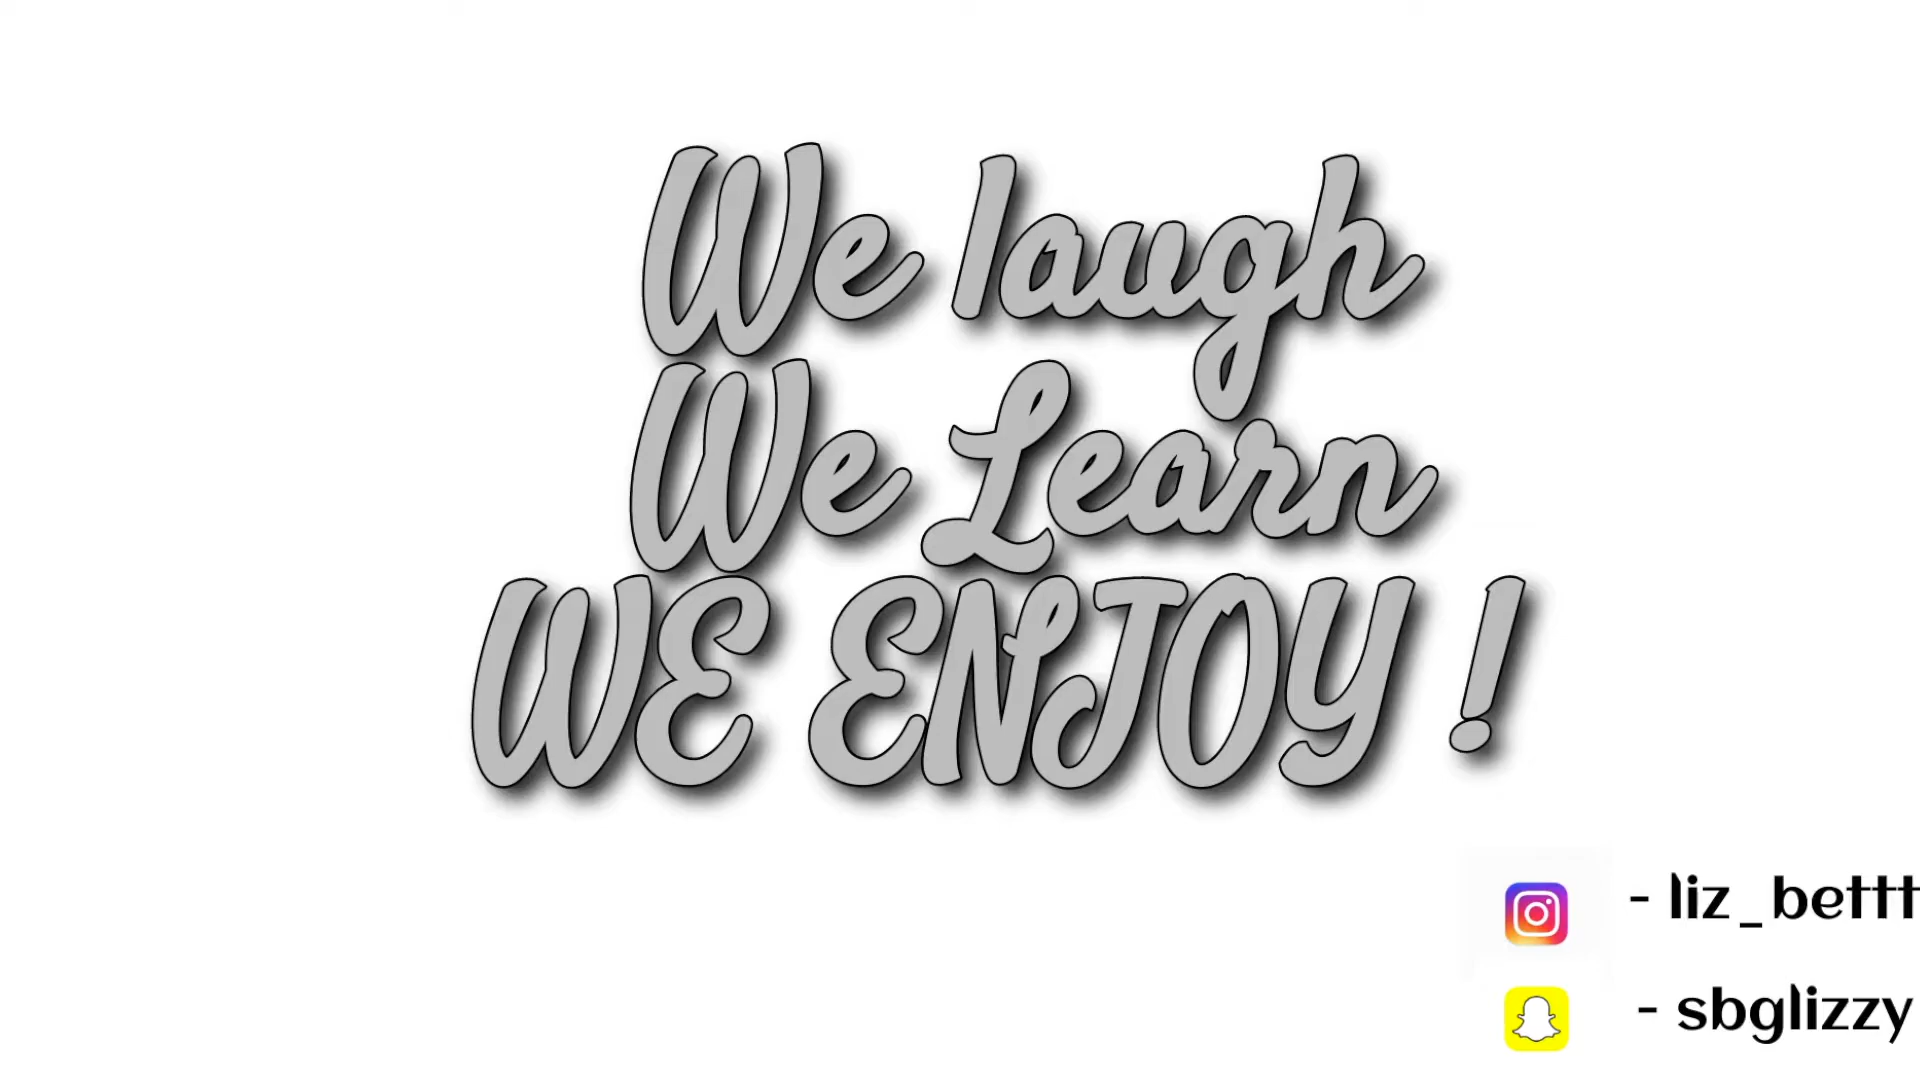 We laugh
We Learn
WE ENJOY !
- liz_bettt
- sbglizzy